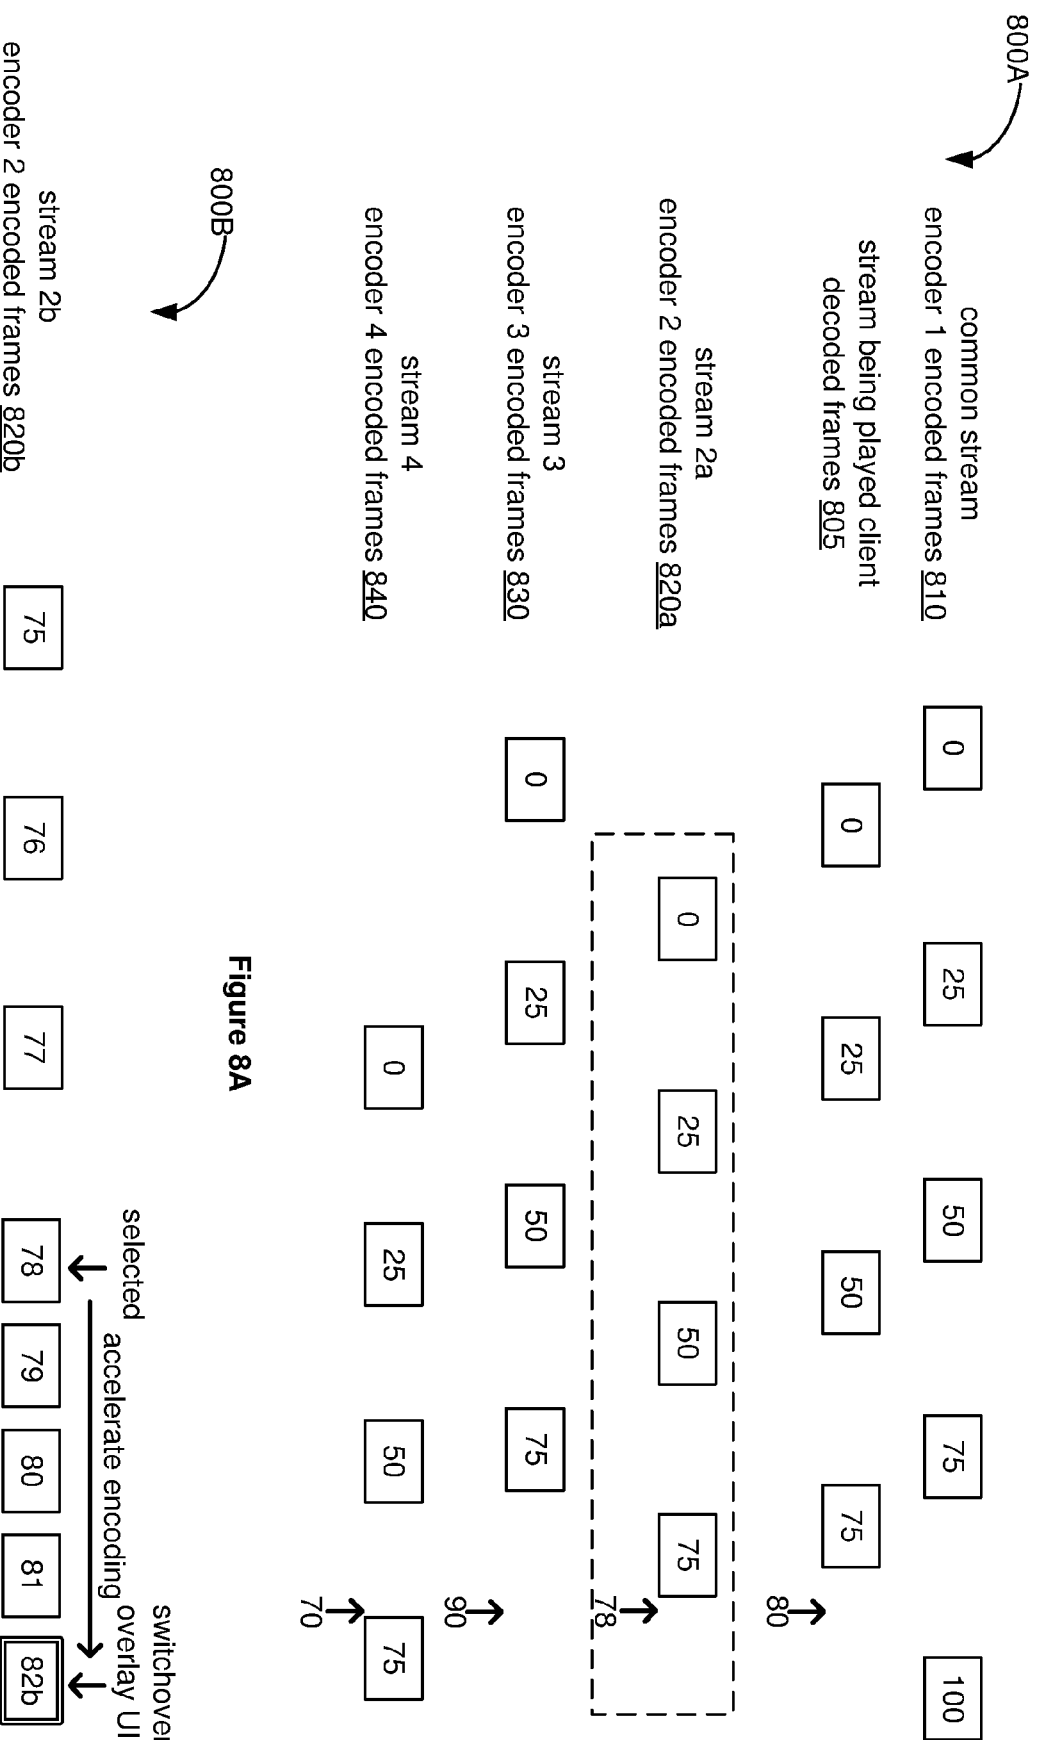 800A
common stream
encoder 1 encoded frames 810
0
25
50
75
100
stream being played client
decoded frames 805
0
25
50
75
80
stream 2a
encoder 2 encoded frames 820a
0
25
50
75
78
stream 3
encoder 3 encoded frames 830
0
25
50
75
90
stream 4
encoder 4 encoded frames 840
0
25
50
75
70
Figure 8A
800B
selected
accelerate encoding
switchover
overlay UI
stream 2b
encoder 2 encoded frames 820b
75
76
77
78
79
80
81
82b